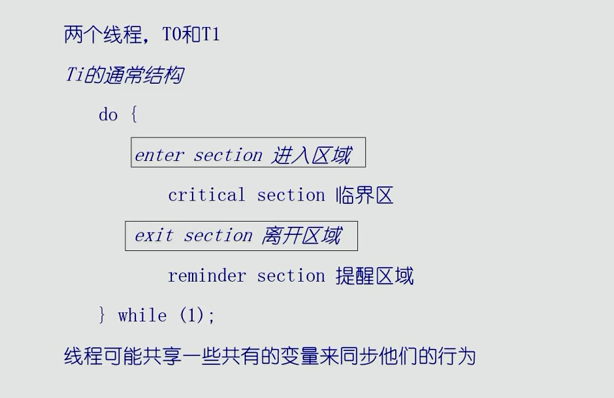 两个线程，T0和T1
Ti的通常结构
do {
enter section 进入区域
critical section 临界区
exit section 离开区域
reminder section 提醒区域
} while (1);
线程可能共享一些共有的变量来同步他们的行为